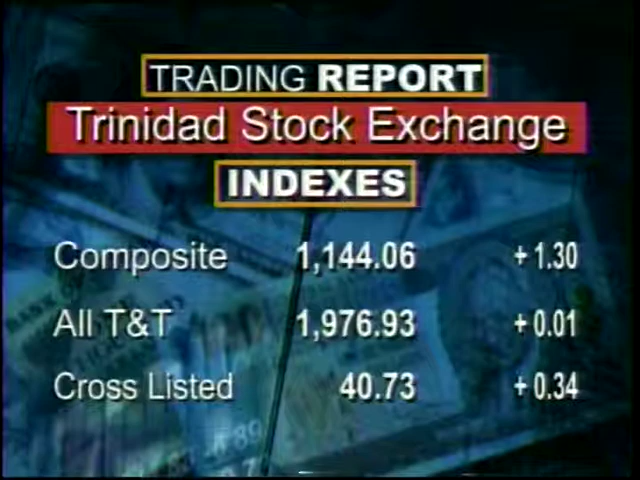 TRADING REPORT
Trinidad Stock Exchange
INDEXES
Composite 1,144.06 +1.30
All T&T 1,976.93 +0.01
Cross Listed 40.73 +0.34